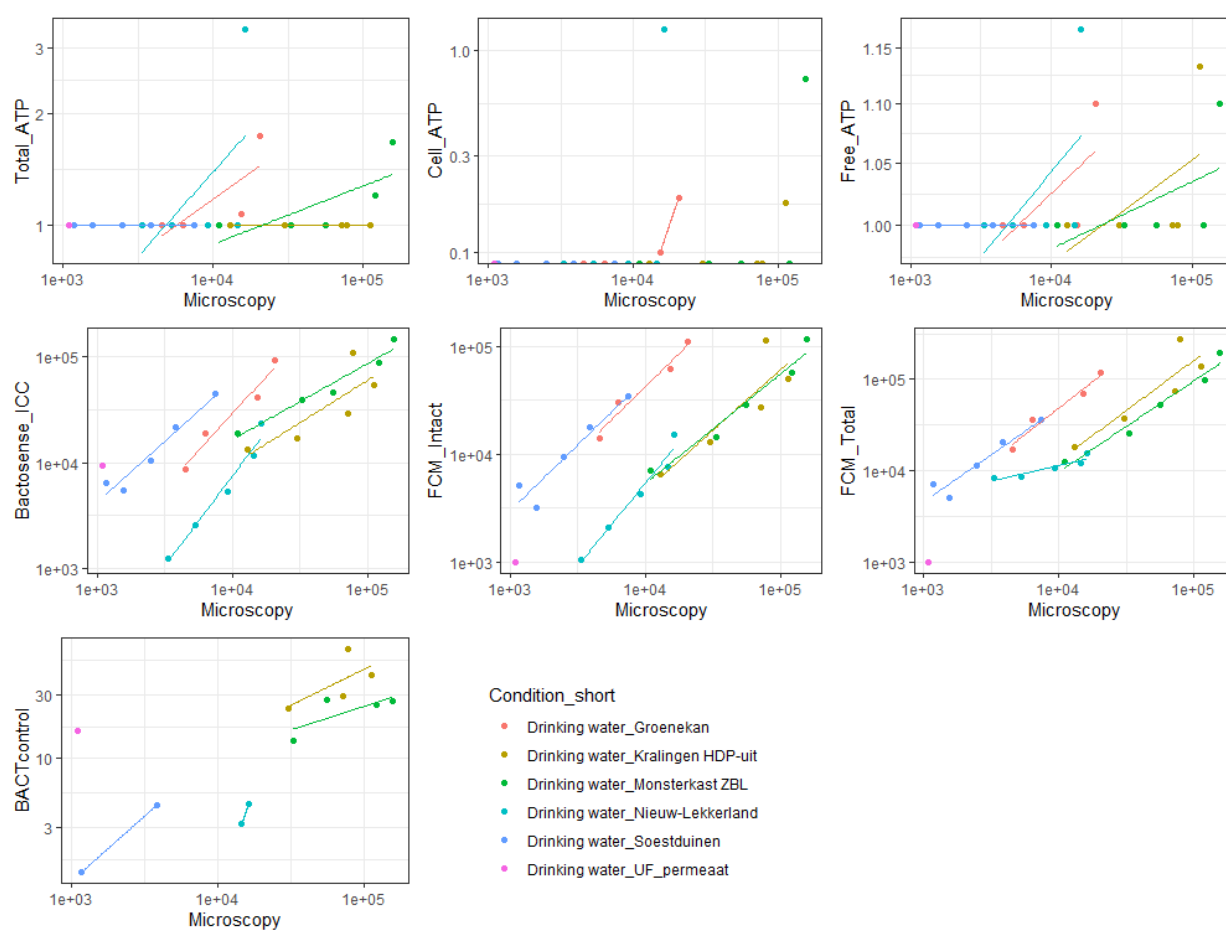 Total_ATP
3
2
1
1e+03 1e+04 1e+05
Microscopy
Cell_ATP
1.0
0.3
0.1
1e+03 1e+04 1e+05
Microscopy
Free_ATP
1.15
1.10
1.05
1.00
1e+03 1e+04 1e+05
Microscopy
Bactosense_ICC
1e+05
1e+04
1e+03
1e+03 1e+04 1e+05
Microscopy
FCM_Intact
1e+05
1e+04
1e+03
1e+03 1e+04 1e+05
Microscopy
FCM_Total
1e+05
1e+04
1e+03
1e+03 1e+04 1e+05
Microscopy
BACTcontrol
30
10
3
1e+03 1e+04 1e+05
Microscopy
Condition_short
Drinking water_Groenekan
Drinking water_Kralingen HDP-uit
Drinking water_Monsterkast ZBL
Drinking water_Nieuw-Lekkerland
Drinking water_Soestduinen
Drinking water_UF_permeaat